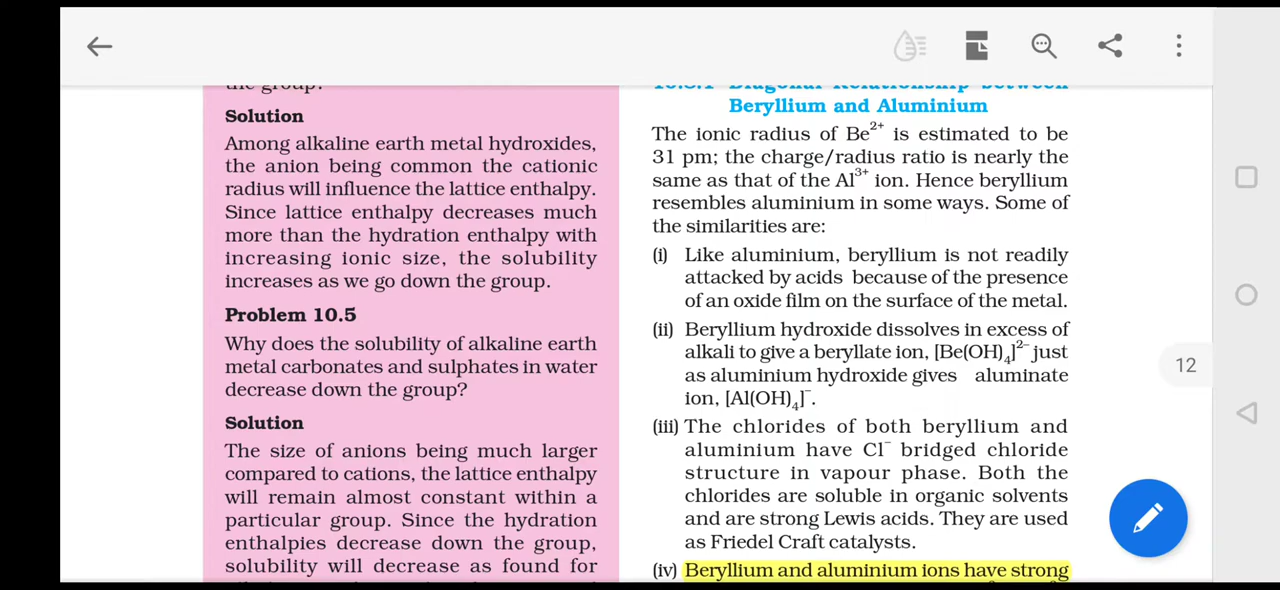 the group?
Solution
Among alkaline earth metal hydroxides,
the anion being common the cationic
radius will influence the lattice enthalpy.
Since lattice enthalpy decreases much
more than the hydration enthalpy with
increasing ionic size, the solubility
increases as we go down the group.
Problem 10.5
Why does the solubility of alkaline earth
metal carbonates and sulphates in water
decrease down the group?
Solution
The size of anions being much larger
compared to cations, the lattice enthalpy
will remain almost constant within a
particular group. Since the hydration
enthalpies decrease down the group,
solubility will decrease as found for
Diagonal Relationship between
Beryllium and Aluminium
The ionic radius of Be²⁺ is estimated to be
31 pm; the charge/radius ratio is nearly the
same as that of the Al³⁺ ion. Hence beryllium
resembles aluminium in some ways. Some of
the similarities are:
(i) Like aluminium, beryllium is not readily
attacked by acids because of the presence
of an oxide film on the surface of the metal.
(ii) Beryllium hydroxide dissolves in excess of
alkali to give a beryllate ion, [Be(OH)₄]²⁻ just
as aluminium hydroxide gives aluminate
ion, [Al(OH)₄]⁻.
(iii) The chlorides of both beryllium and
aluminium have Cl⁻ bridged chloride
structure in vapour phase. Both the
chlorides are soluble in organic solvents
and are strong Lewis acids. They are used
as Friedel Craft catalysts.
(iv) Beryllium and aluminium ions have strong
12